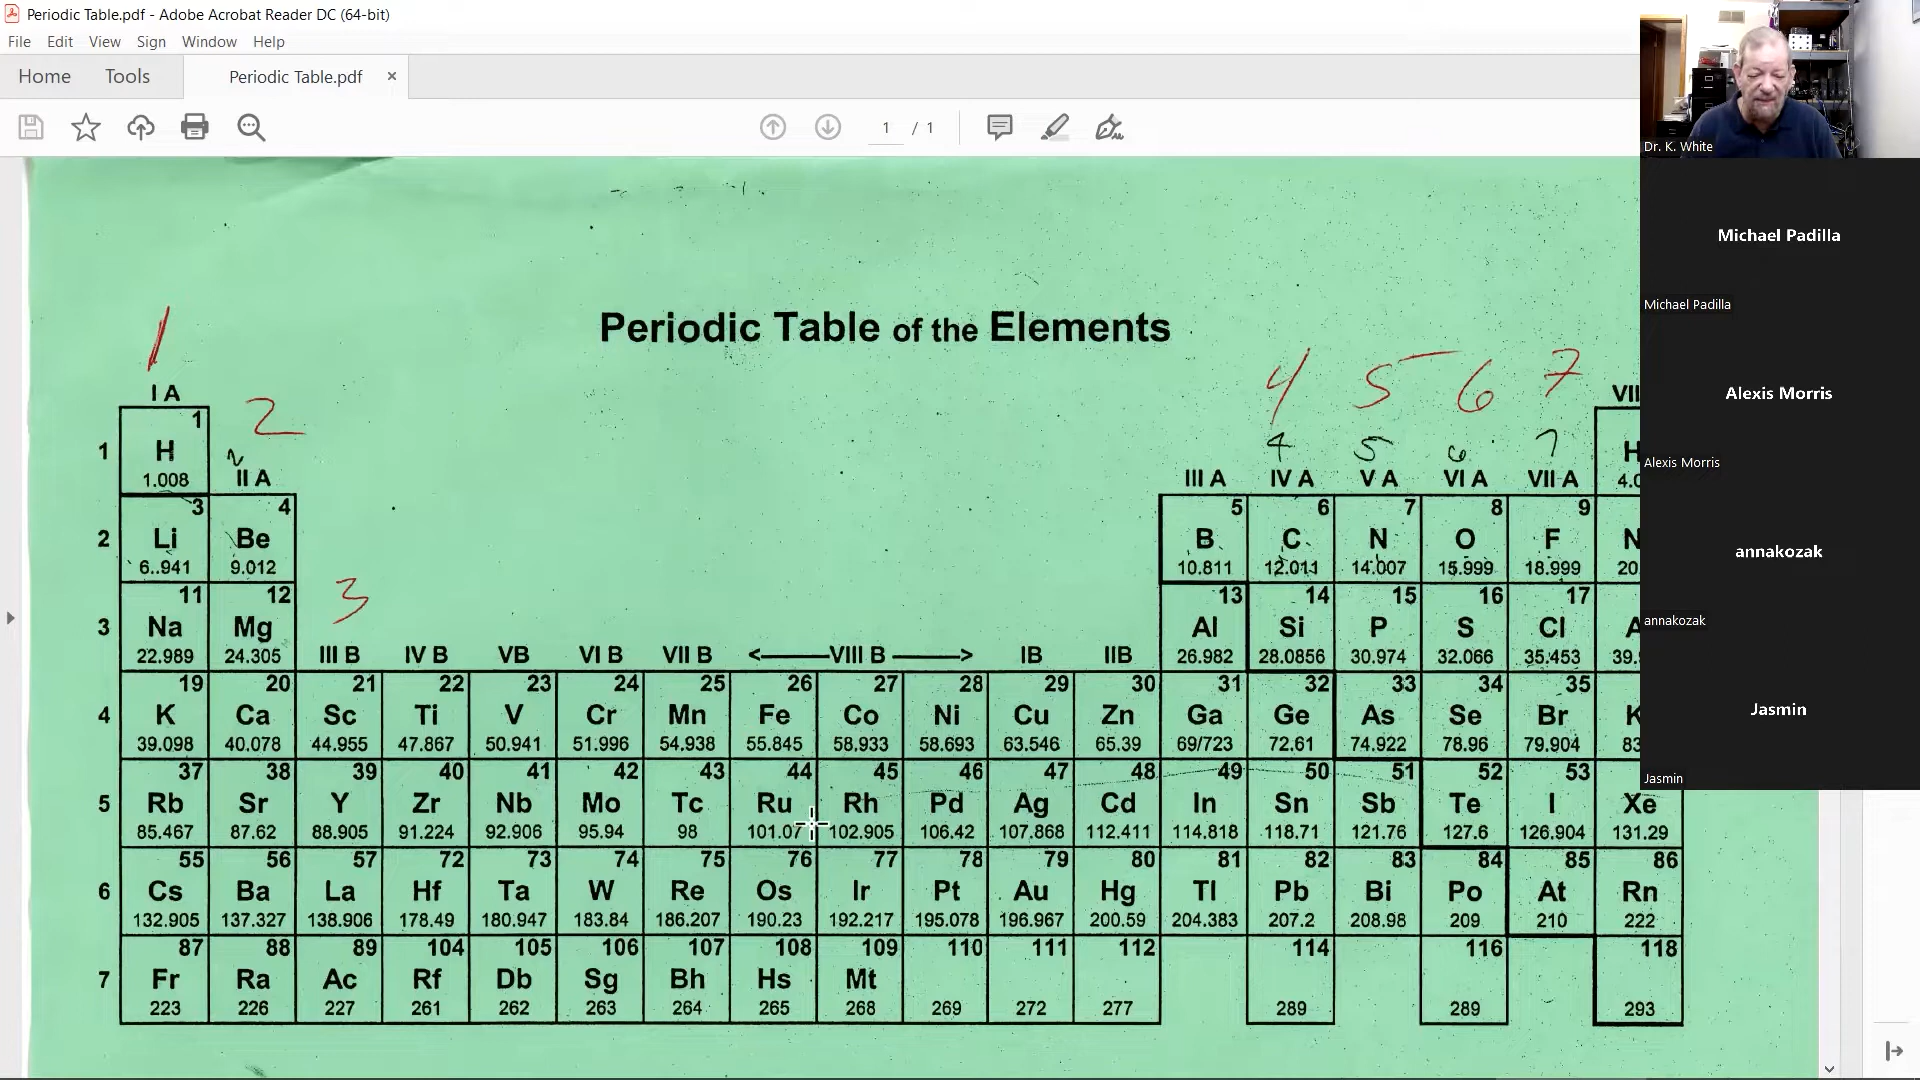 Periodic Table.pdf - Adobe Acrobat Reader DC (64-bit)
File Edit View Sign Window Help
Home Tools Periodic Table.pdf ×
1 / 1
Dr. K. White
Michael Padilla
Michael Padilla
Alexis Morris
Alexis Morris
annakozak
annakozak
Jasmin
Jasmin
Periodic Table of the Elements
1 2 3 4 5 6 7
2 4 5 6 7
I A VII
1 1 H 1.008 H 4.0
II A III A IV A V A VI A VII A
3 4 5 6 7 8 9
2 Li Be B C N O F N
6..941 9.012 10.811 12.011 14.007 15.999 18.999 20.
11 12 13 14 15 16 17
3 Na Mg Al Si P S Cl A
22.989 24.305 26.982 28.0856 30.974 32.066 35.453 39.
III B IV B VB VI B VII B <——VIII B——> IB IIB
19 20 21 22 23 24 25 26 27 28 29 30 31 32 33 34 35
4 K Ca Sc Ti V Cr Mn Fe Co Ni Cu Zn Ga Ge As Se Br K
39.098 40.078 44.955 47.867 50.941 51.996 54.938 55.845 58.933 58.693 63.546 65.39 69/723 72.61 74.922 78.96 79.904 83
37 38 39 40 41 42 43 44 45 46 47 48 49 50 51 52 53
5 Rb Sr Y Zr Nb Mo Tc Ru Rh Pd Ag Cd In Sn Sb Te I Xe
85.467 87.62 88.905 91.224 92.906 95.94 98 101.07 102.905 106.42 107.868 112.411 114.818 118.71 121.76 127.6 126.904 131.29
55 56 57 72 73 74 75 76 77 78 79 80 81 82 83 84 85 86
6 Cs Ba La Hf Ta W Re Os Ir Pt Au Hg Tl Pb Bi Po At Rn
132.905 137.327 138.906 178.49 180.947 183.84 186.207 190.23 192.217 195.078 196.967 200.59 204.383 207.2 208.98 209 210 222
87 88 89 104 105 106 107 108 109 110 111 112 114 116 118
7 Fr Ra Ac Rf Db Sg Bh Hs Mt
223 226 227 261 262 263 264 265 268 269 272 277 289 289 293